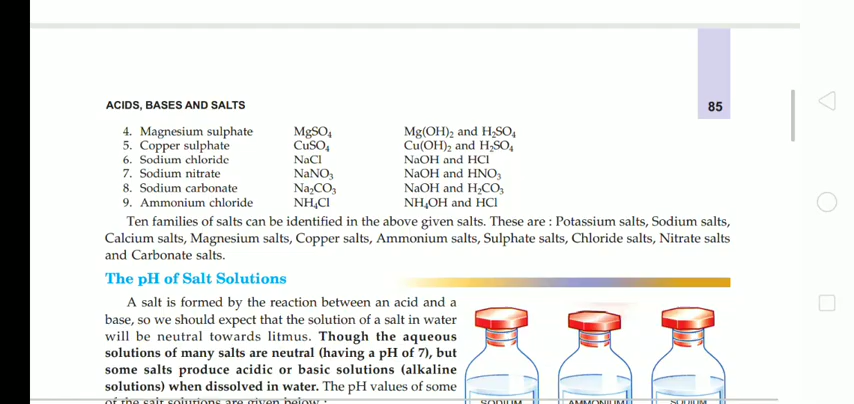 85
ACIDS, BASES AND SALTS
4. Magnesium sulphate MgSO₄ Mg(OH)₂ and H₂SO₄
5. Copper sulphate CuSO₄ Cu(OH)₂ and H₂SO₄
6. Sodium chloride NaCl NaOH and HCl
7. Sodium nitrate NaNO₃ NaOH and HNO₃
8. Sodium carbonate Na₂CO₃ NaOH and H₂CO₃
9. Ammonium chloride NH₄Cl NH₄OH and HCl
Ten families of salts can be identified in the above given salts. These are : Potassium salts, Sodium salts,
Calcium salts, Magnesium salts, Copper salts, Ammonium salts, Sulphate salts, Chloride salts, Nitrate salts
and Carbonate salts.
The pH of Salt Solutions
A salt is formed by the reaction between an acid and a
base, so we should expect that the solution of a salt in water
will be neutral towards litmus. Though the aqueous
solutions of many salts are neutral (having a pH of 7), but
some salts produce acidic or basic solutions (alkaline
solutions) when dissolved in water. The pH values of some
of the salt solutions are given below :
SODIUM AMMONIUM SODIUM